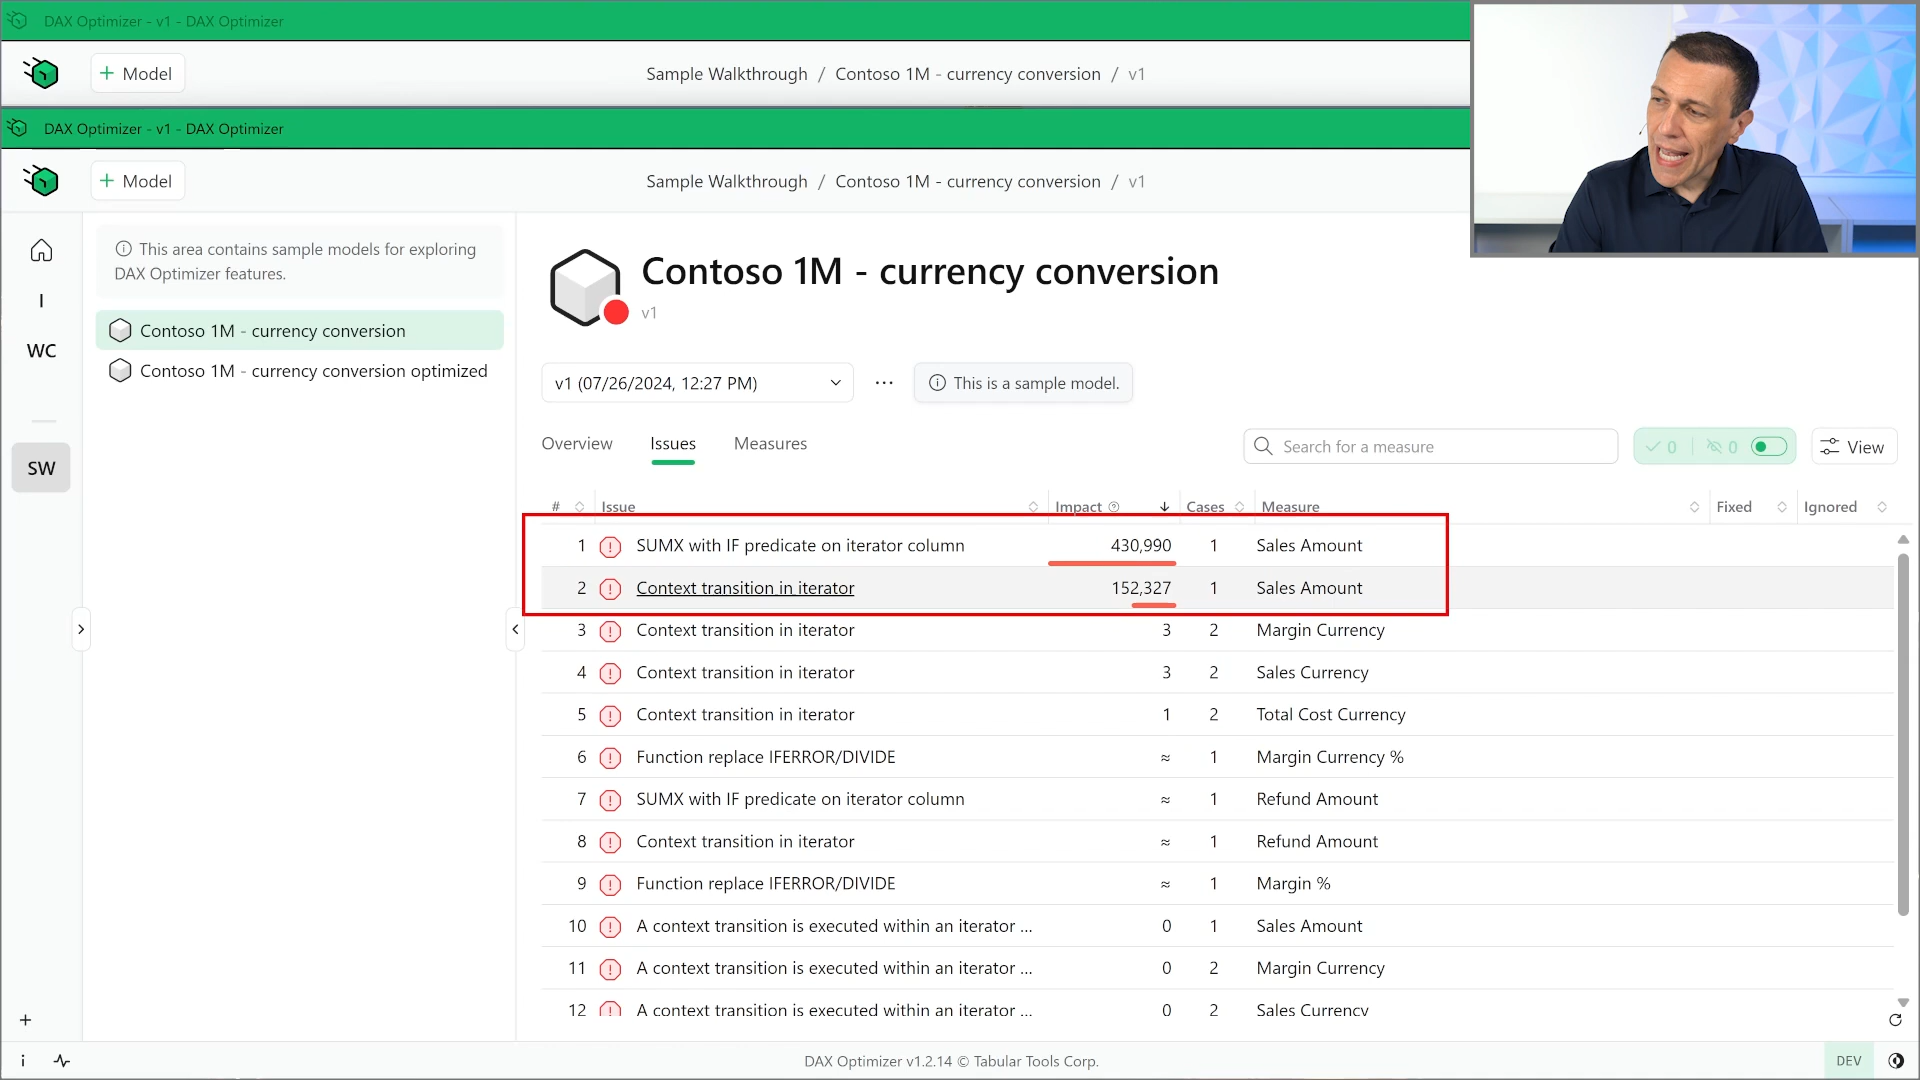 DAX Optimizer - v1 - DAX Optimizer
+ Model
Sample Walkthrough / Contoso 1M - currency conversion / v1
DAX Optimizer - v1 - DAX Optimizer
+ Model
Sample Walkthrough / Contoso 1M - currency conversion / v1
I
WC
SW
This area contains sample models for exploring
DAX Optimizer features.
Contoso 1M - currency conversion
Contoso 1M - currency conversion optimized
Contoso 1M - currency conversion
v1
v1 (07/26/2024, 12:27 PM)
This is a sample model.
Overview Issues Measures
Search for a measure
0 0
View
# Issue Impact Cases Measure Fixed Ignored
1 SUMX with IF predicate on iterator column 430,990 1 Sales Amount
2 Context transition in iterator 152,327 1 Sales Amount
3 Context transition in iterator 3 2 Margin Currency
4 Context transition in iterator 3 2 Sales Currency
5 Context transition in iterator 1 2 Total Cost Currency
6 Function replace IFERROR/DIVIDE ≈ 1 Margin Currency %
7 SUMX with IF predicate on iterator column ≈ 1 Refund Amount
8 Context transition in iterator ≈ 1 Refund Amount
9 Function replace IFERROR/DIVIDE ≈ 1 Margin %
10 A context transition is executed within an iterator ... 0 1 Sales Amount
11 A context transition is executed within an iterator ... 0 2 Margin Currency
12 A context transition is executed within an iterator ... 0 2 Sales Currency
DAX Optimizer v1.2.14 © Tabular Tools Corp.
DEV